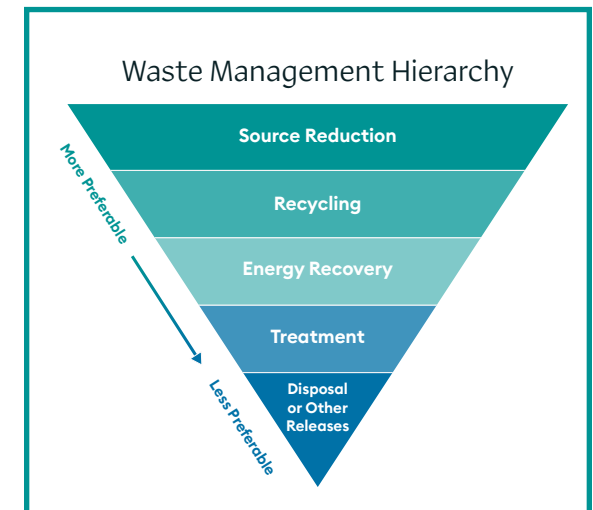 Waste Management Hierarchy
Source Reduction
More Preferable
Recycling
Energy Recovery
Treatment
Less Preferable
Disposal
or Other
Releases